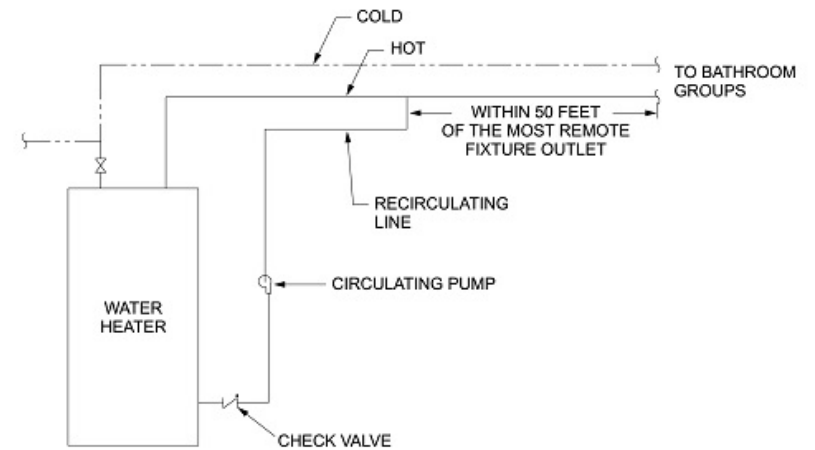 COLD
HOT
TO BATHROOM
GROUPS
WITHIN 50 FEET
OF THE MOST REMOTE
FIXTURE OUTLET
RECIRCULATING
LINE
CIRCULATING PUMP
WATER
HEATER
CHECK VALVE